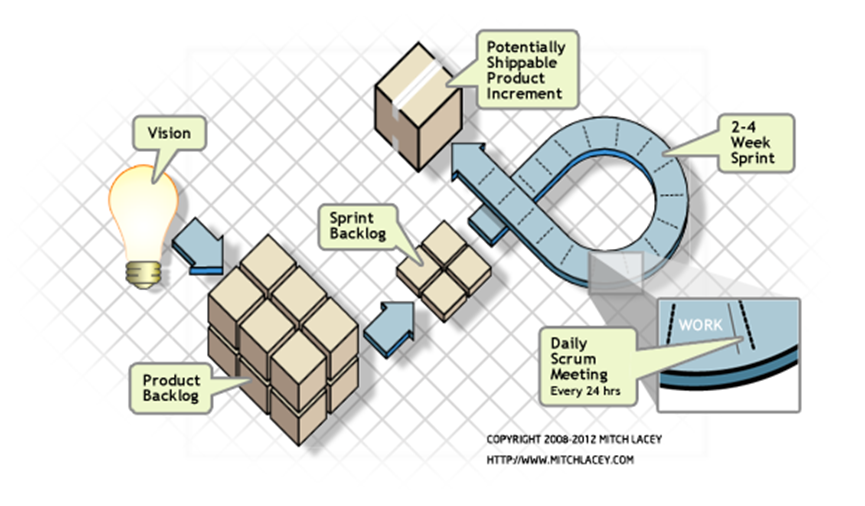 Potentially
Shippable
Product
Increment
Vision
2-4
Week
Sprint
Sprint
Backlog
WORK
Daily
Scrum
Meeting
Every 24 hrs
Product
Backlog
COPYRIGHT 2008-2012 MITCH LACEY
HTTP://WWW.MITCHLACEY.COM